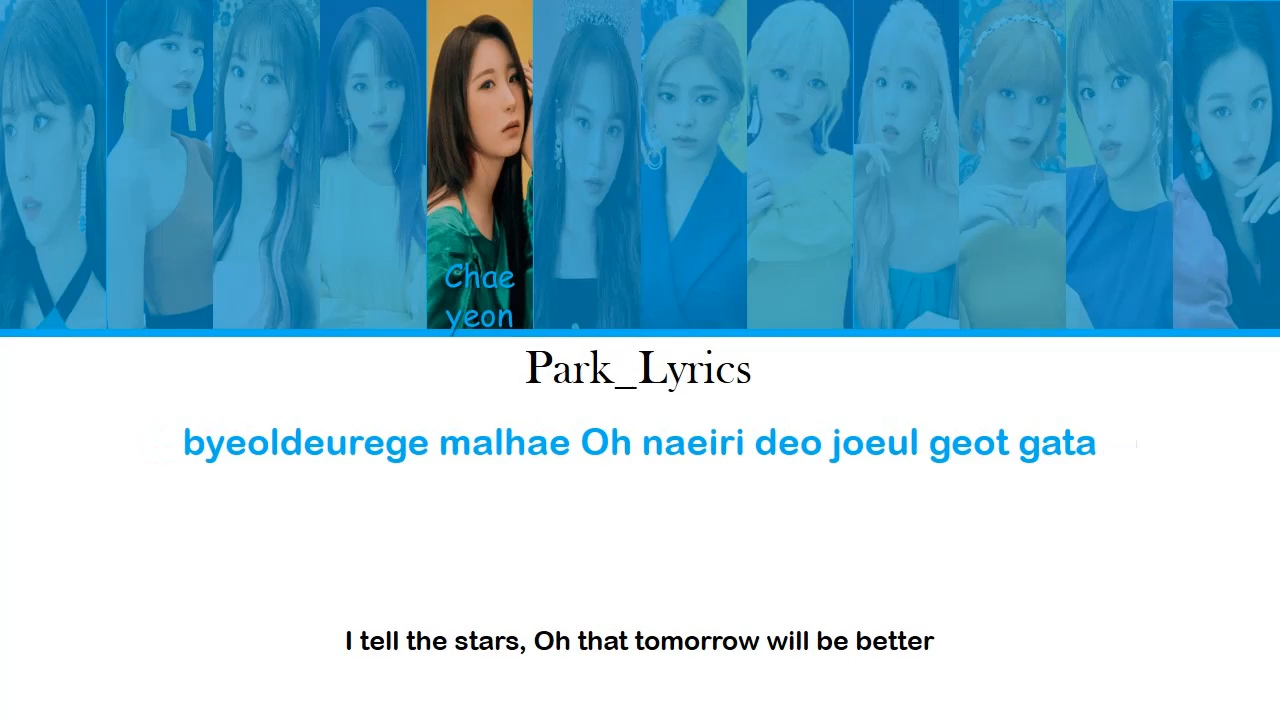 Chae
yeon
Park_Lyrics
byeoldeurege malhae Oh naeiri deo joeul geot gata
I tell the stars, Oh that tomorrow will be better